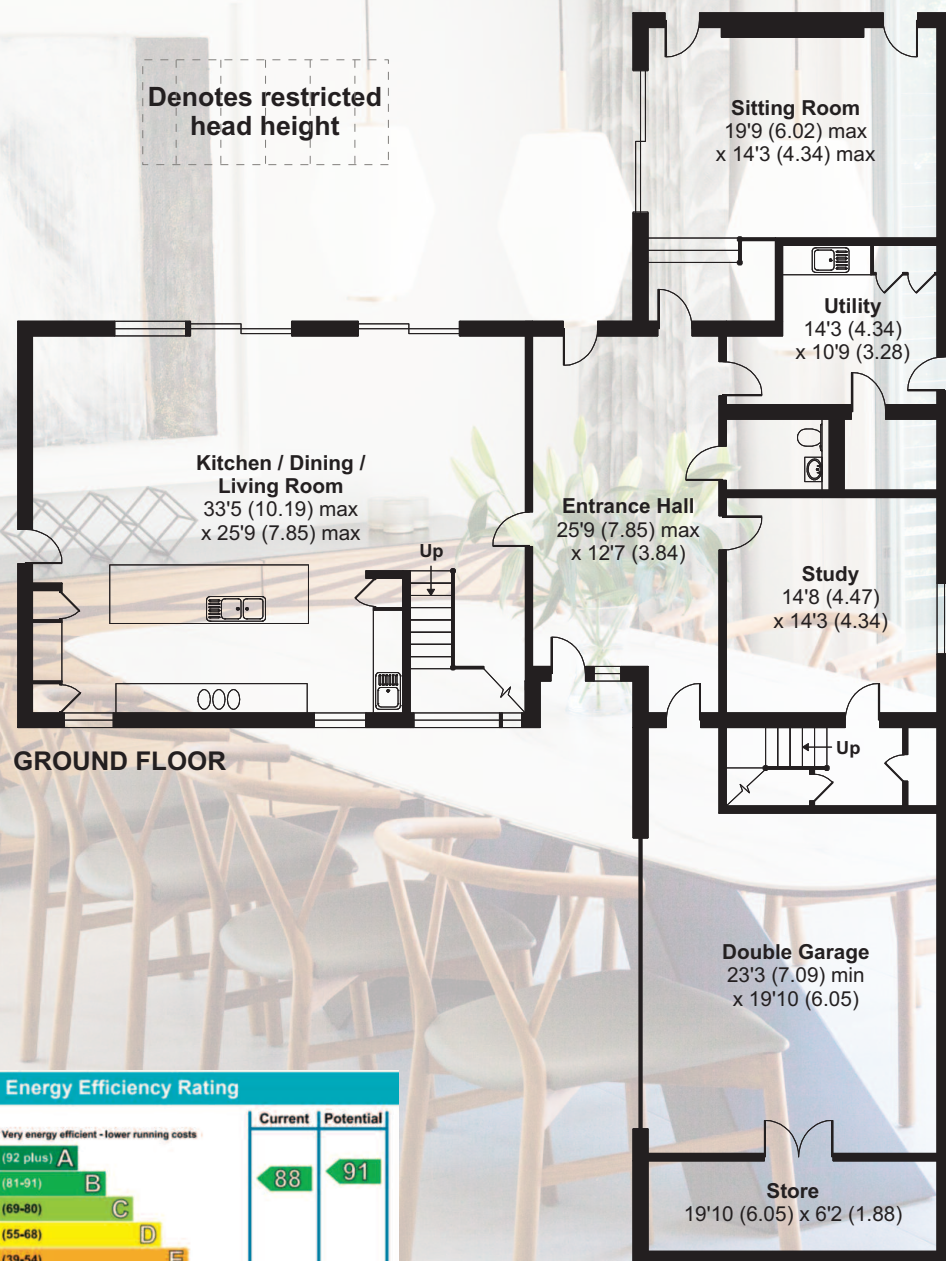 Denotes restricted
head height
Sitting Room
19'9 (6.02) max
x 14'3 (4.34) max
Utility
14'3 (4.34)
x 10'9 (3.28)
Kitchen / Dining /
Living Room
33'5 (10.19) max
x 25'9 (7.85) max
Up
Entrance Hall
25'9 (7.85) max
x 12'7 (3.84)
Study
14'8 (4.47)
x 14'3 (4.34)
GROUND FLOOR
Up
Double Garage
23'3 (7.09) min
x 19'10 (6.05)
Store
19'10 (6.05) x 6'2 (1.88)
Energy Efficiency Rating
Current Potential
Very energy efficient - lower running costs
(92 plus) A
(81-91) B
88 91
(69-80) C
(55-68) D
(39-54) E